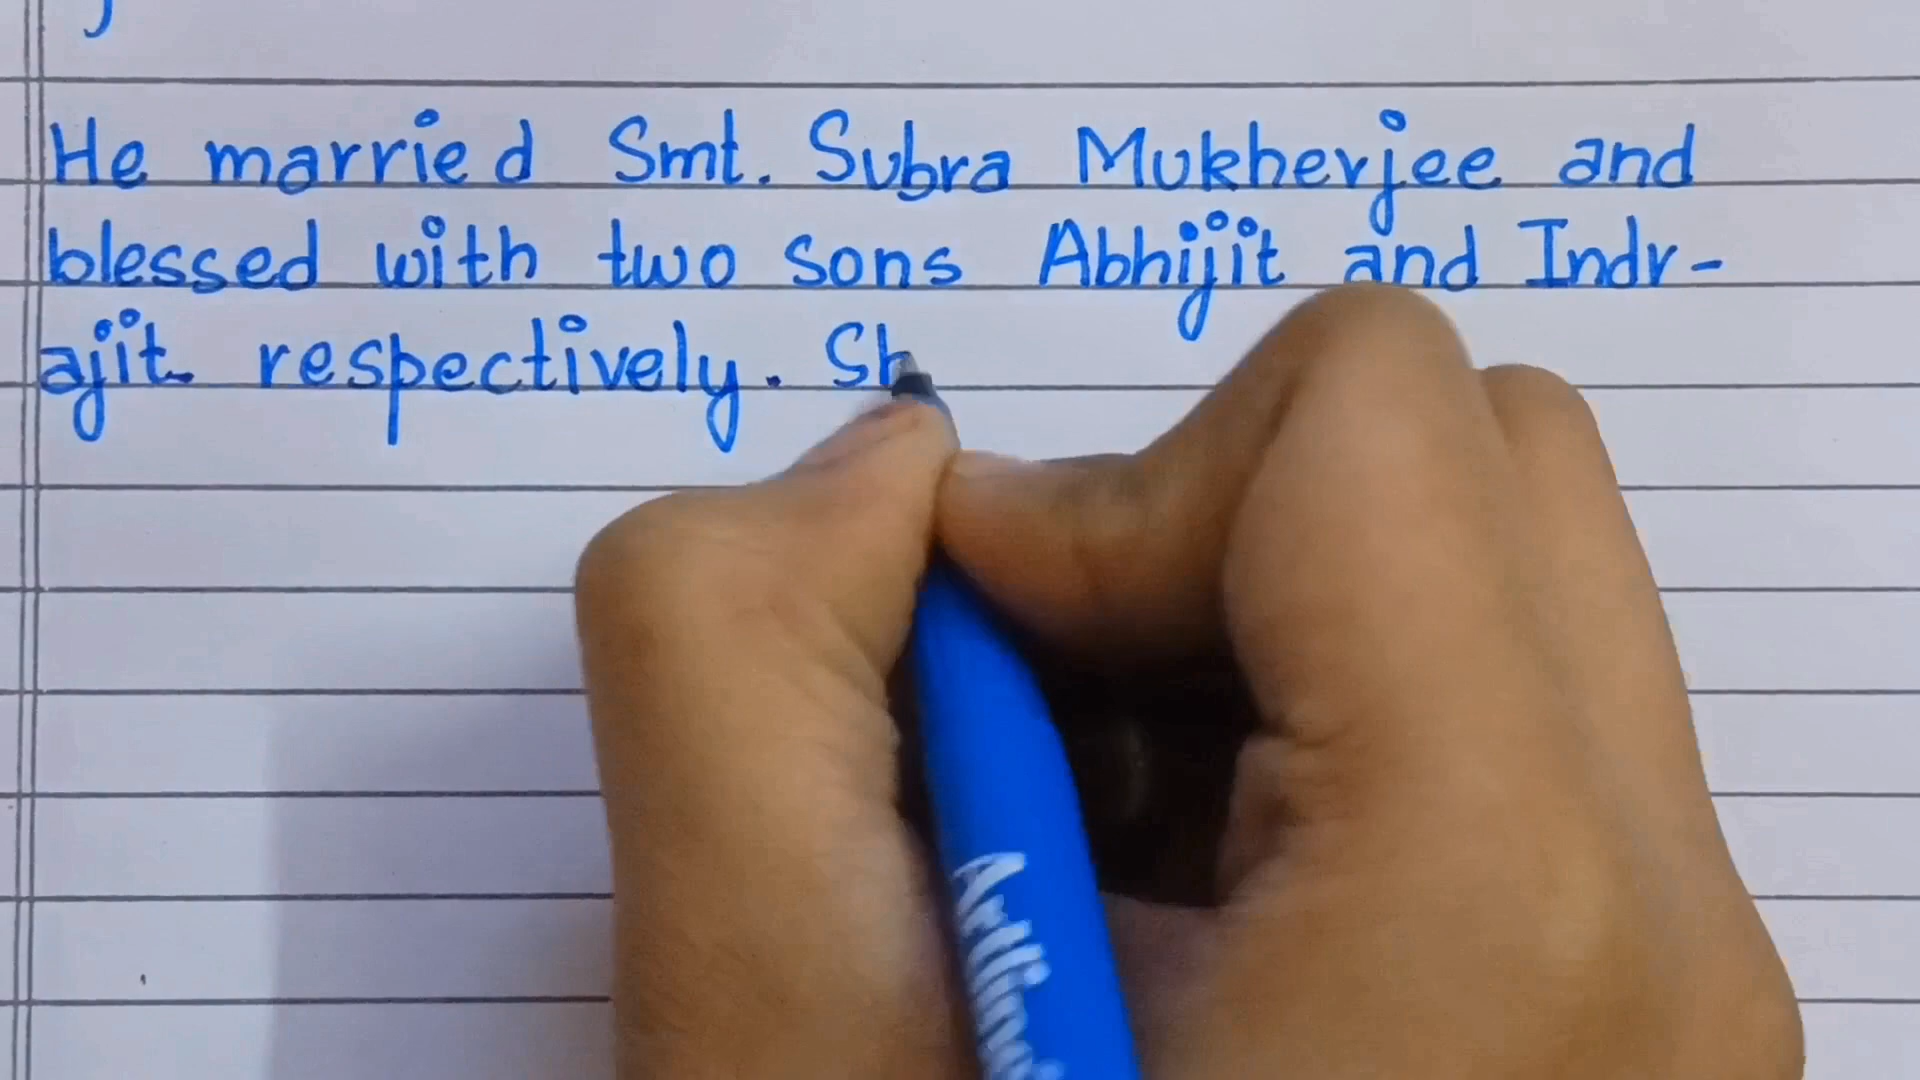 He married Smt. Subra Mukherjee and
blessed with two sons Abhijit and Indr-
ajit. respectively. Sh